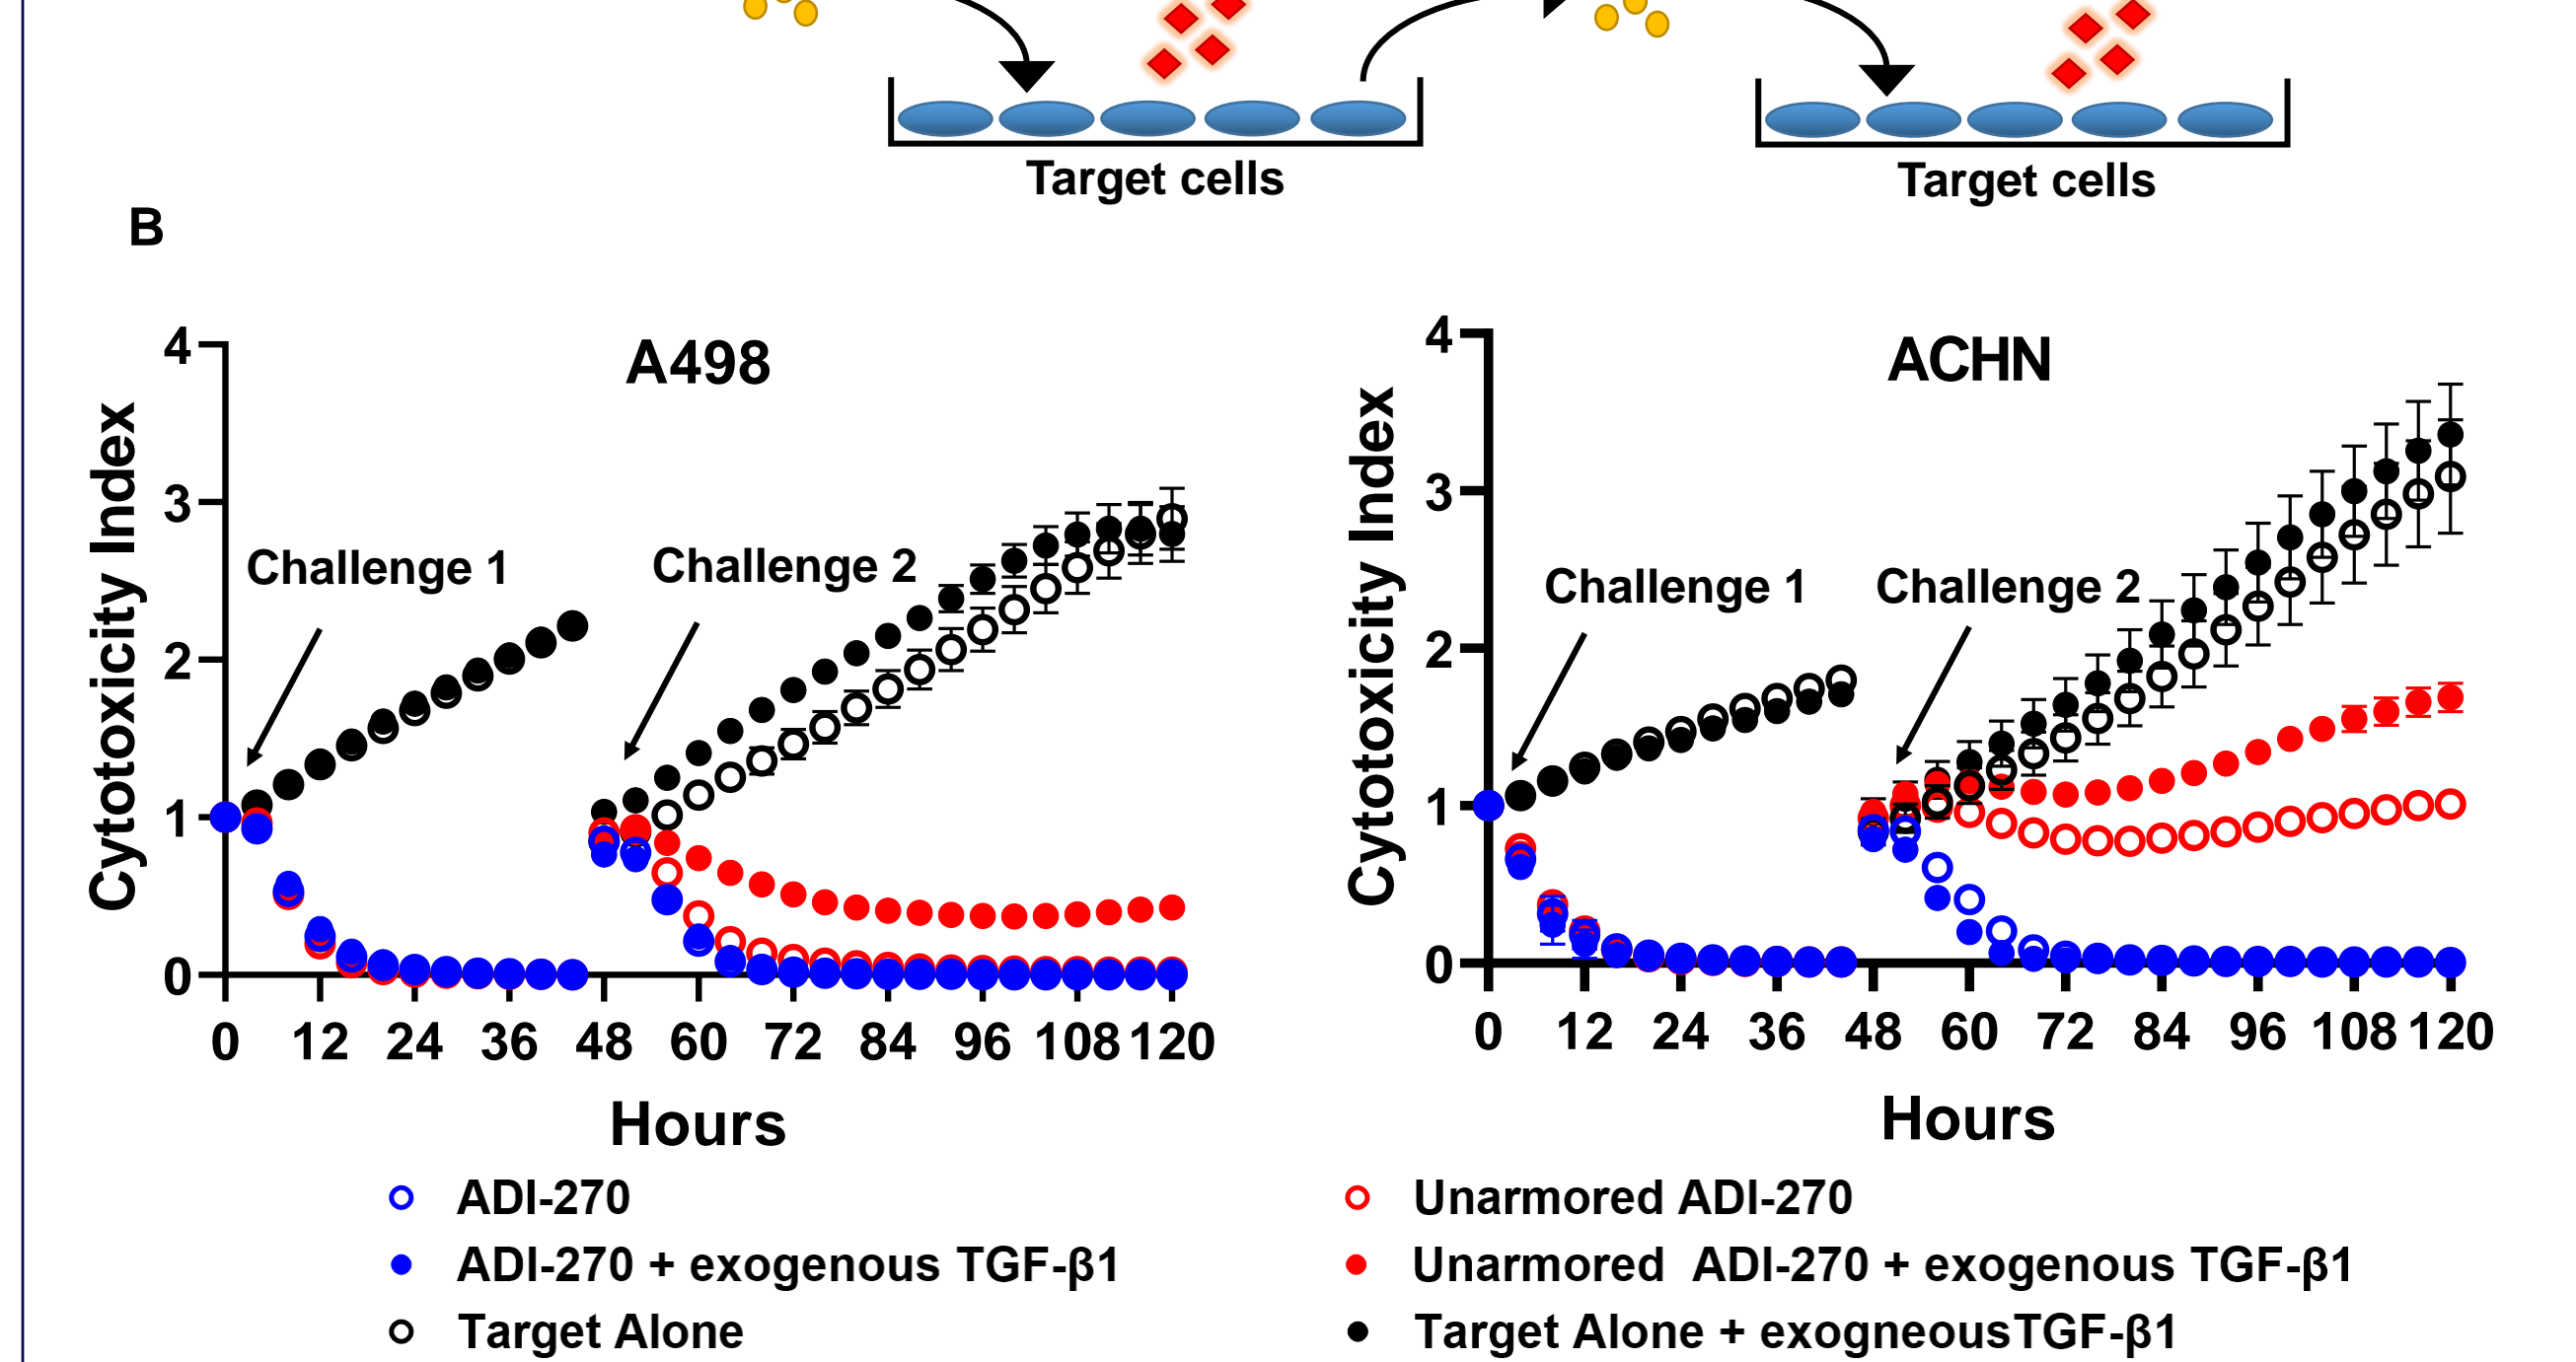 Target cells
Target cells
B
A498
ACHN
Cytotoxicity Index
4
3
2
1
0
Challenge 1
Challenge 2
0 12 24 36 48 60 72 84 96 108 120
Hours
Cytotoxicity Index
4
3
2
1
0
Challenge 1
Challenge 2
0 12 24 36 48 60 72 84 96 108 120
Hours
ADI-270
ADI-270 + exogenous TGF-β1
Target Alone
Unarmored ADI-270
Unarmored ADI-270 + exogenous TGF-β1
Target Alone + exogneousTGF-β1